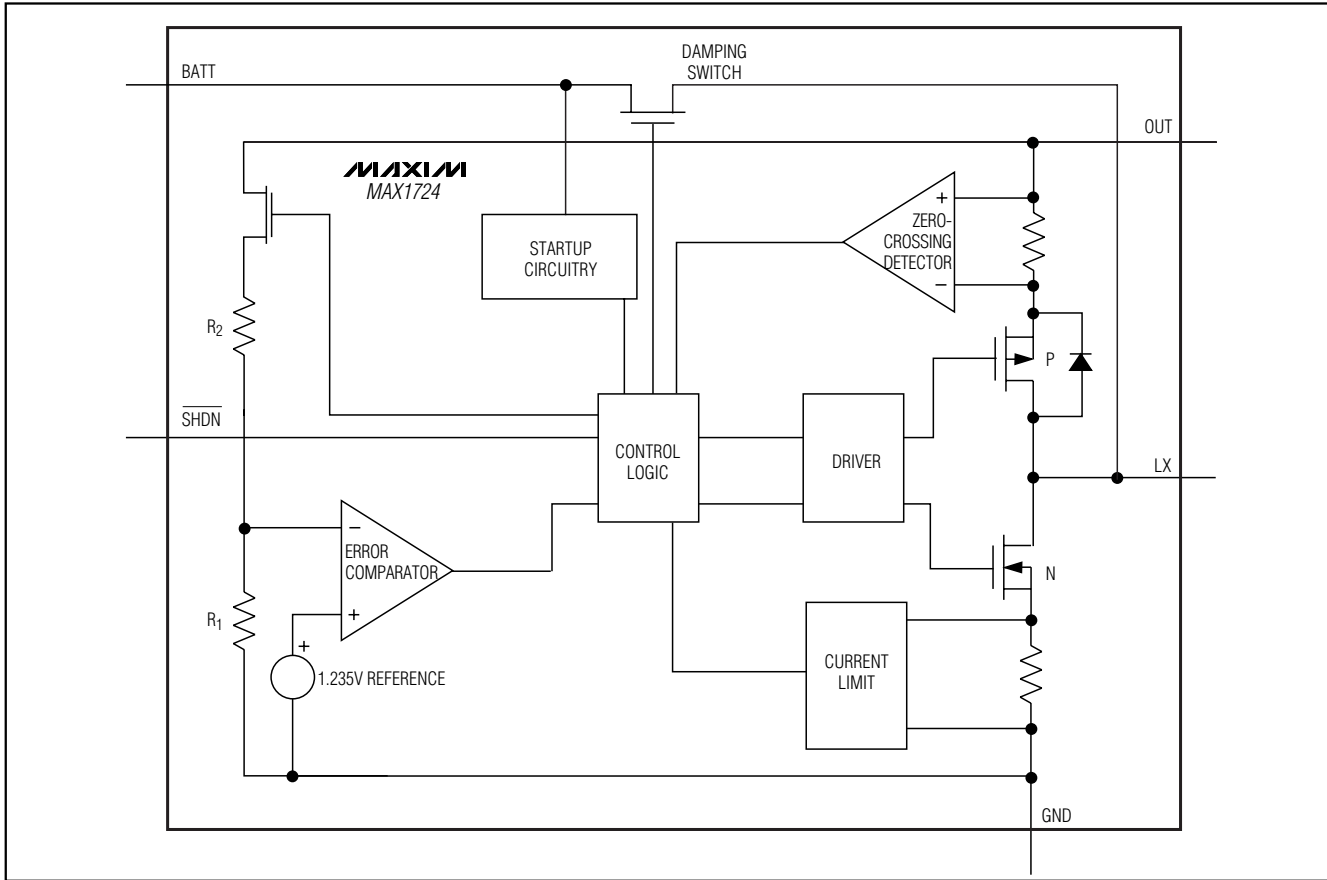 DAMPING
SWITCH
BATT
OUT
MAXIM
MAX1724
+
ZERO-
CROSSING
DETECTOR
−
STARTUP
CIRCUITRY
R2
P
SHDN
CONTROL
LOGIC
DRIVER
LX
−
ERROR
COMPARATOR
+
N
R1
+
1.235V REFERENCE
CURRENT
LIMIT
GND